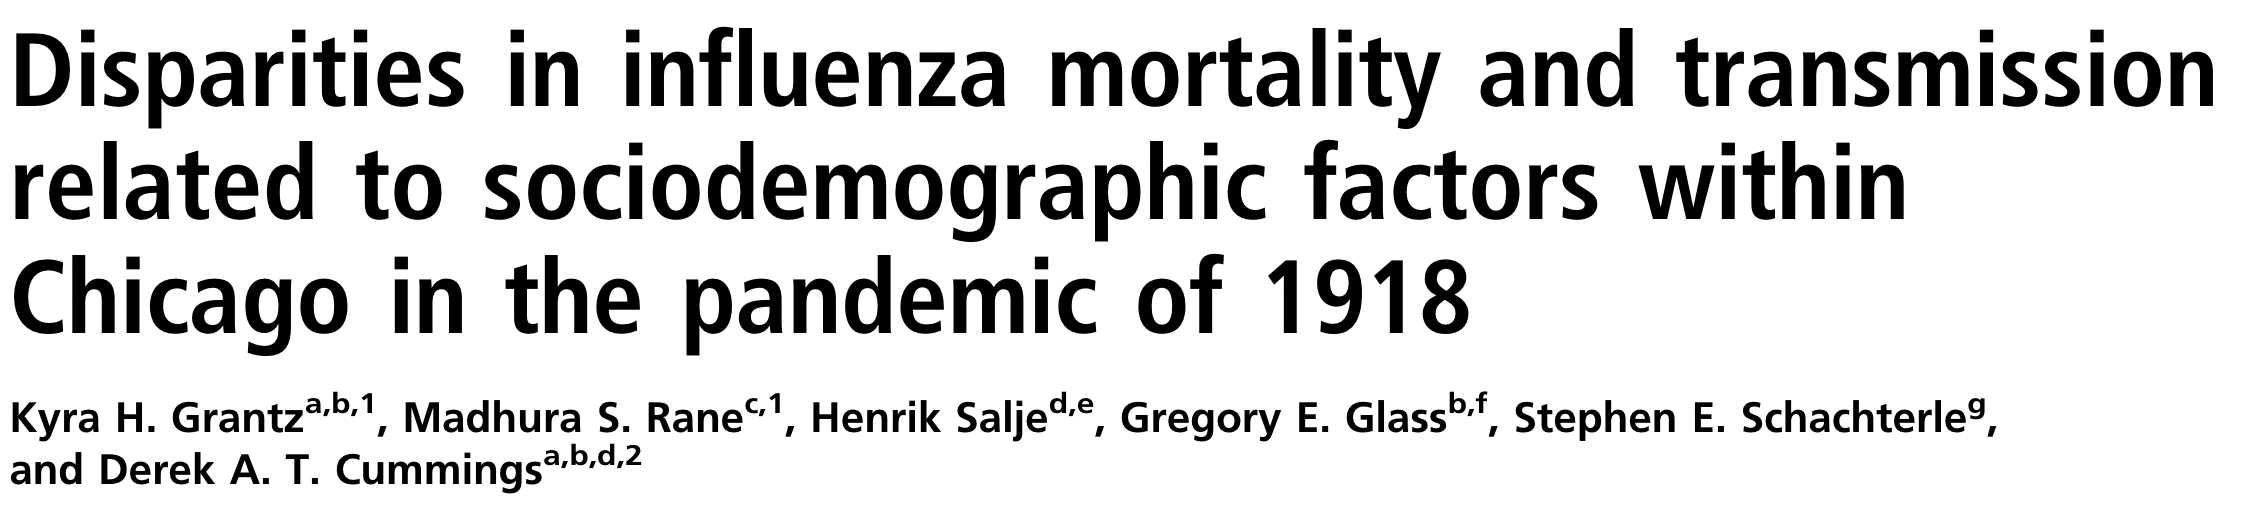 Disparities in influenza mortality and transmission
related to sociodemographic factors within
Chicago in the pandemic of 1918
Kyra H. Grantza,b,1, Madhura S. Ranec,1, Henrik Saljed,e, Gregory E. Glassb,f, Stephen E. Schachterleg,
and Derek A. T. Cummingsa,b,d,2